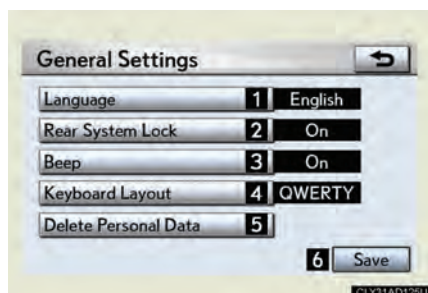 General Settings
Language 1 English
Rear System Lock 2 On
Beep 3 On
Keyboard Layout 4 QWERTY
Delete Personal Data 5
6 Save